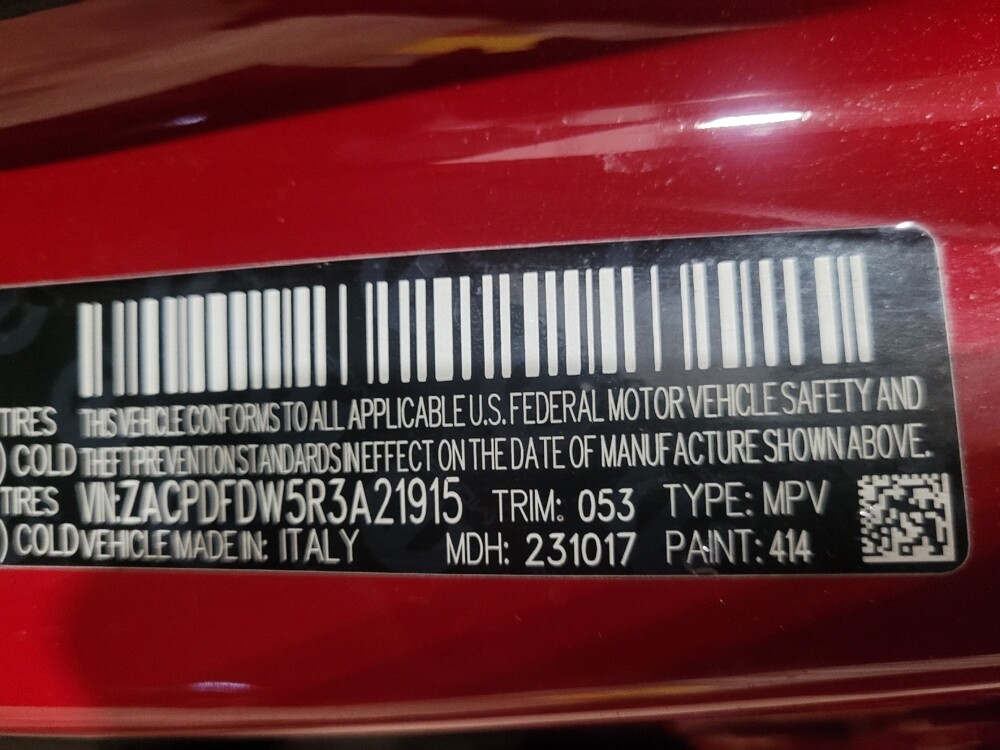 TIRES THIS VEHICLE CONFORMS TO ALL APPLICABLE U.S. FEDERAL MOTOR VEHICLE SAFETY AND
) COLD THEFT PREVENTION STANDARDS IN EFFECT ON THE DATE OF MANUFACTURE SHOWN ABOVE.
TIRES VIN:ZACPDFDW5R3A21915 TRIM: 053 TYPE: MPV
) COLD VEHICLE MADE IN: ITALY MDH: 231017 PAINT: 414